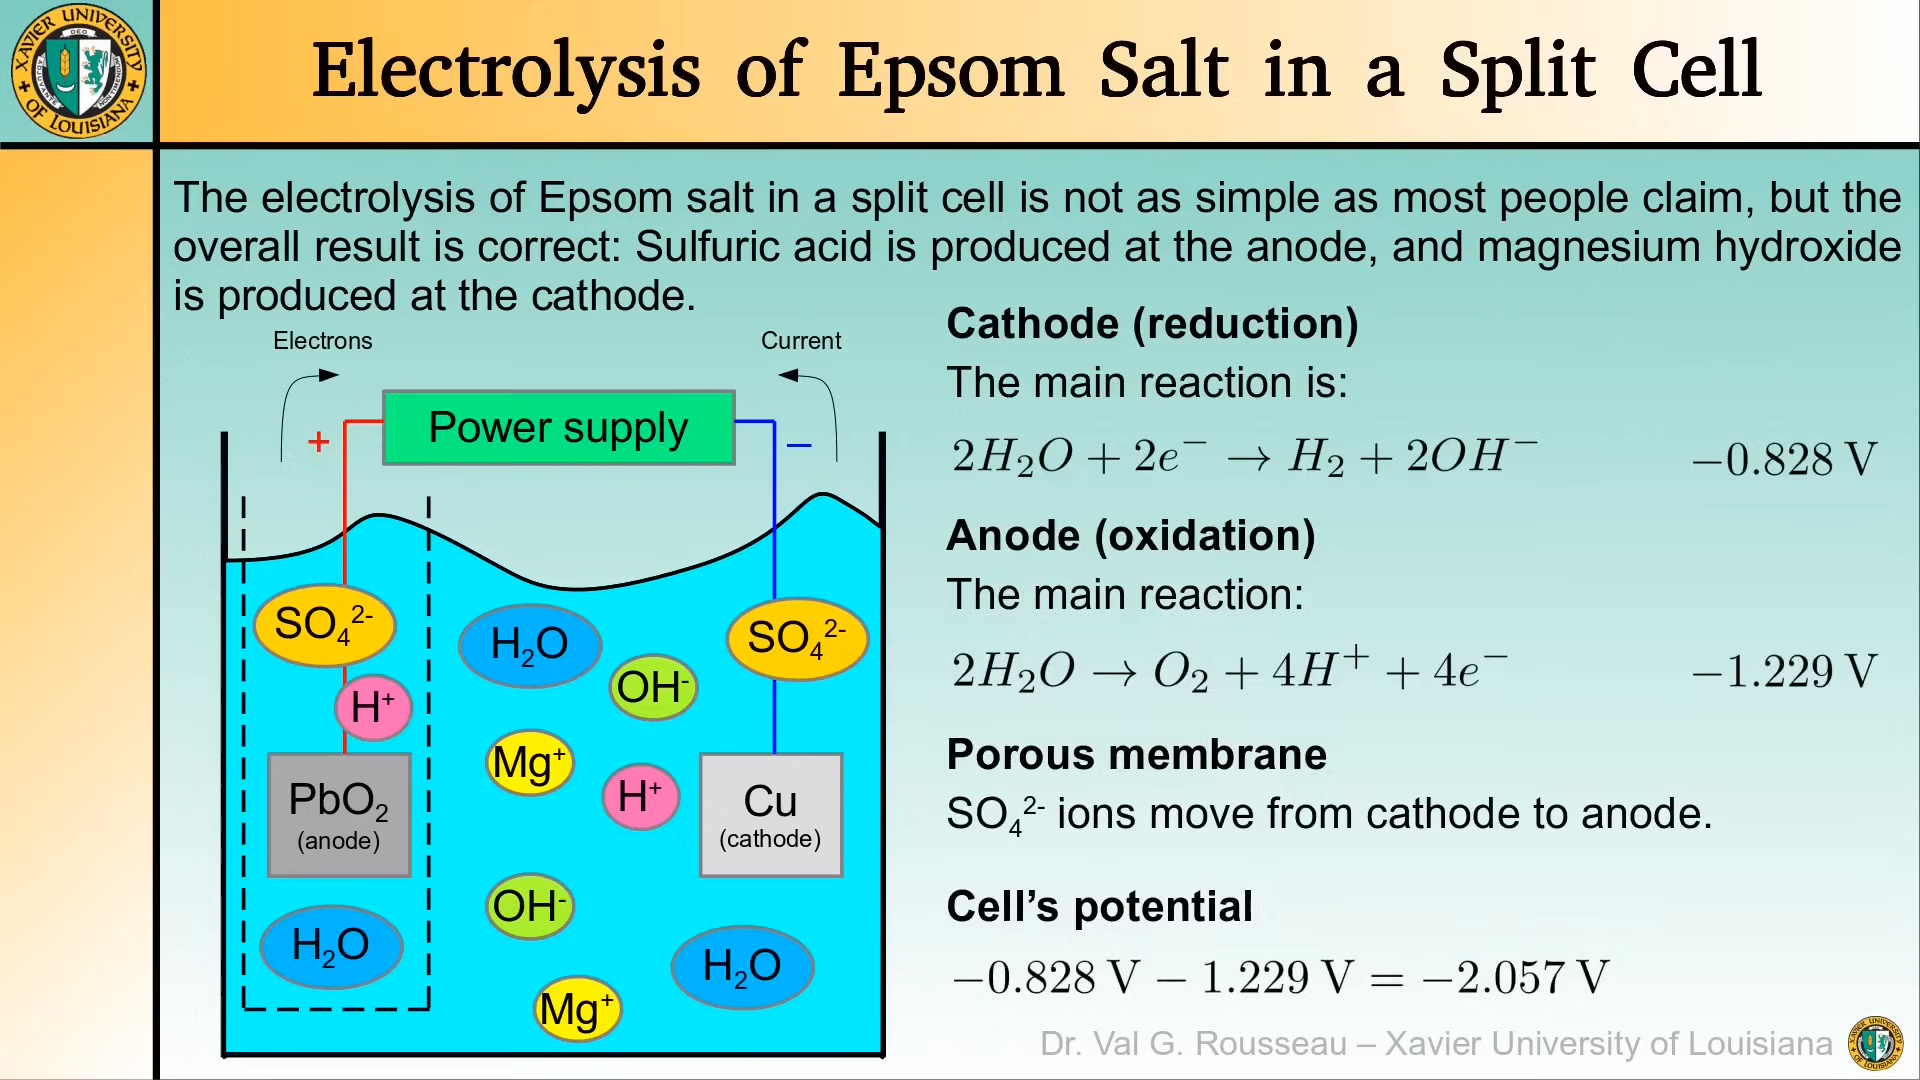 XAVIER UNIVERSITY
OF LOUISIANA
DEO
Electrolysis of Epsom Salt in a Split Cell
The electrolysis of Epsom salt in a split cell is not as simple as most people claim, but the
overall result is correct: Sulfuric acid is produced at the anode, and magnesium hydroxide
is produced at the cathode.
Electrons
Current
+
Power supply
–
SO₄²⁻
H⁺
PbO₂
(anode)
H₂O
H₂O
OH⁻
Mg⁺
H⁺
OH⁻
Mg⁺
SO₄²⁻
Cu
(cathode)
H₂O
Cathode (reduction)
The main reaction is:
2H₂O + 2e⁻ → H₂ + 2OH⁻ −0.828 V
Anode (oxidation)
The main reaction:
2H₂O → O₂ + 4H⁺ + 4e⁻ −1.229 V
Porous membrane
SO₄²⁻ ions move from cathode to anode.
Cell’s potential
−0.828 V − 1.229 V = −2.057 V
Dr. Val G. Rousseau – Xavier University of Louisiana